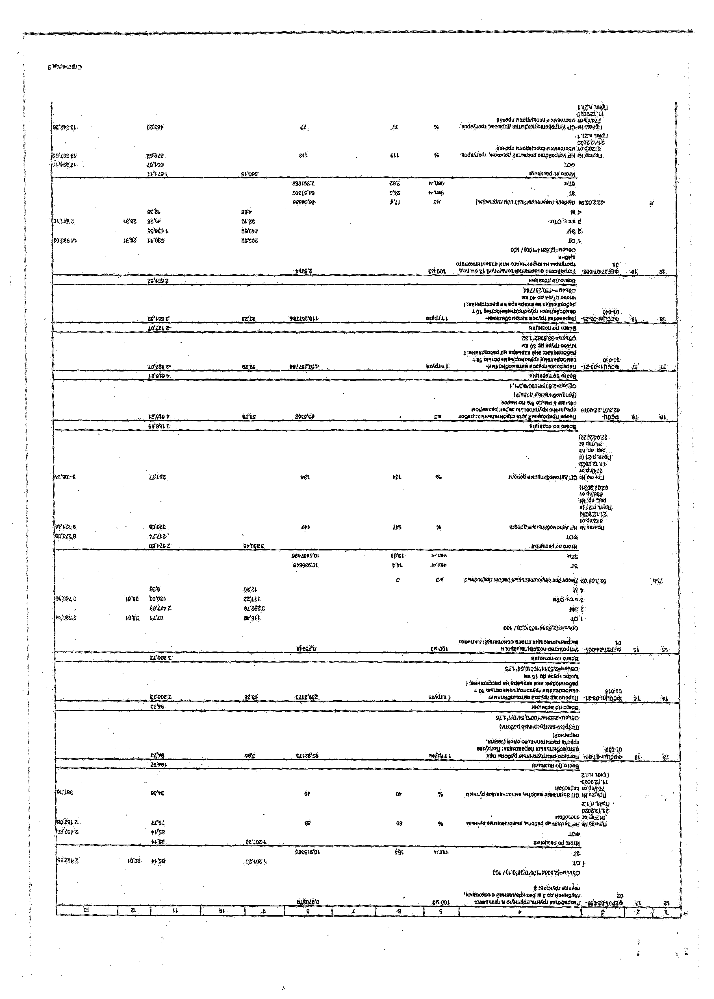 1 2 3 4 5 6 7 8 9 10 11 12 13
12 12 ФЕР01-02-057- Разработка грунта вручную в траншеях 100 м3 0,070879
02 глубиной до 2 м без креплений с откосами,
группа грунтов: 2
Объем=(2,5314*100*0,28*0,1) / 100
1 ОТ 1 201,20 85,14 28,81 2 452,88
ЗТ чел.-ч 154 10,915366
Итого по расценке 1 201,20 85,14
ФОТ 85,14 2 452,88
Приказ № НР Земляные работы, выполняемые ручным % 89 89 75,77 2 183,06
812/пр от способом
21.12.2020
Прил. п.1.2
Приказ № СП Земляные работы, выполняемые ручным % 40 40 34,06 981,15
774/пр от способом
11.12.2020
Прил. п.1.2
Всего по позиции 194,97
13 13 ФССЦпг-01-01- Погрузо-разгрузочные работы при 1 т груза 23,92173 3,96 94,73
01-039 автомобильных перевозках: Погрузка
грунта растительного слоя (земля,
перегной)
(Погрузо-разгрузочные работы)
Объем=2,5314*100*0,54*0,1*1,75
Всего по позиции 94,73
14 14 ФССЦпг-03-21- Перевозка грузов автомобилями- 1 т груза 239,2173 13,38 3 200,73
01-015 самосвалами грузоподъемностью 10 т
работающих вне карьера на расстояние: I
класс груза до 15 км
Объем=2,5314*100*0,54*1,75
Всего по позиции 3 200,73
15 15 ФЕР27-04-001- Устройство подстилающих и 100 м3 0,75942
01 выравнивающих слоев оснований: из песка
Объем=(2,5314*100*0,3) / 100
1 ОТ 115,49 87,71 28,81 2 526,93
2 ЭМ 3 262,79 2 477,83
3 в т.ч. ОТм 171,22 130,03 28,81 3 746,16
4 М 12,20 9,26
П,Н 02.3.01.02 Песок для строительных работ природный м3 0
ЗТ чел.-ч 14,4 10,935648
ЗТм чел.-ч 13,88 10,5407496
Итого по расценке 3 390,48 2 574,80
ФОТ 217,74 6 273,09
Приказ № НР Автомобильные дороги % 147 147 320,08 9 221,44
812/пр от
21.12.2020
Прил. п.21 (в
ред. пр. №
636/пр от
02.09.2021)
Приказ № СП Автомобильные дороги % 134 134 291,77 8 405,94
774/пр от
11.12.2020
Прил. п.21 (в
ред. пр. №
317/пр от
22.04.2022)
Всего по позиции 3 186,65
16 16 ФССЦ- Песок природный для строительных: работ м3 83,5362 55,26 4 616,21
02.3.01.02-0016 средний с крупностью зерен размером
свыше 5 мм-до 5% по массе
(Автомобильные дороги)
Объем=2,5314*100*0,3*1,1
Всего по позиции 4 616,21
17 17 ФССЦпг-03-21- Перевозка грузов автомобилями- 1 т груза -110,267784 19,29 -2 127,07
01-030 самосвалами грузоподъемностью 10 т
работающих вне карьера на расстояние: I
класс груза до 30 км
Объем=-83,5362*1,32
Всего по позиции -2 127,07
18 18 ФССЦпг-03-21- Перевозка грузов автомобилями- 1 т груза 110,267784 23,23 2 561,52
01-040 самосвалами грузоподъемностью 10 т
работающих вне карьера на расстояние: I
класс груза до 40 км
Объем=--110,267784
Всего по позиции 2 561,52
19 19 ФЕР27-07-002- Устройство оснований толщиной 12 см под 100 м2 2,5314
01 тротуары из кирпичного или известнякового
щебня
Объем=(2,5314*100) / 100
1 ОТ 205,58 520,41 28,81 14 993,01
2 ЭМ 449,69 1 138,35
3 в т.ч. ОТм 32,10 81,26 28,81 2 341,10
4 М 4,88 12,35
Н 02.2.05.04 Щебень известняковый или кирпичный м3 17,4 44,04636
ЗТ чел.-ч 24,3 61,51302
ЗТм чел.-ч 2,92 7,391688
Итого по расценке 660,15 1 671,11
ФОТ 601,67 17 334,11
Приказ № НР Устройство покрытий дорожек, тротуаров, % 113 113 679,89 19 587,54
812/пр от мостовых и площадок и прочее
21.12.2020
Прил. п.21.1
Приказ № СП Устройство покрытий дорожек, тротуаров, % 77 77 463,29 13 347,26
774/пр от мостовых и площадок и прочее
11.12.2020
Прил. п.21.1
Страница 3